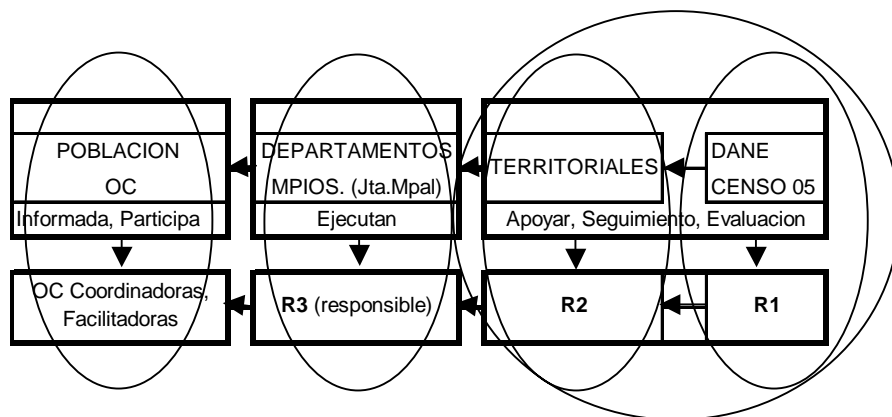 POBLACION
OC
Informada, Participa
DEPARTAMENTOS
MPIOS. (Jta.Mpal)
Ejecutan
TERRITORIALES
DANE
CENSO 05
Apoyar, Seguimiento, Evaluacion
OC Coordinadoras,
Facilitadoras
R3 (responsible)
R2
R1